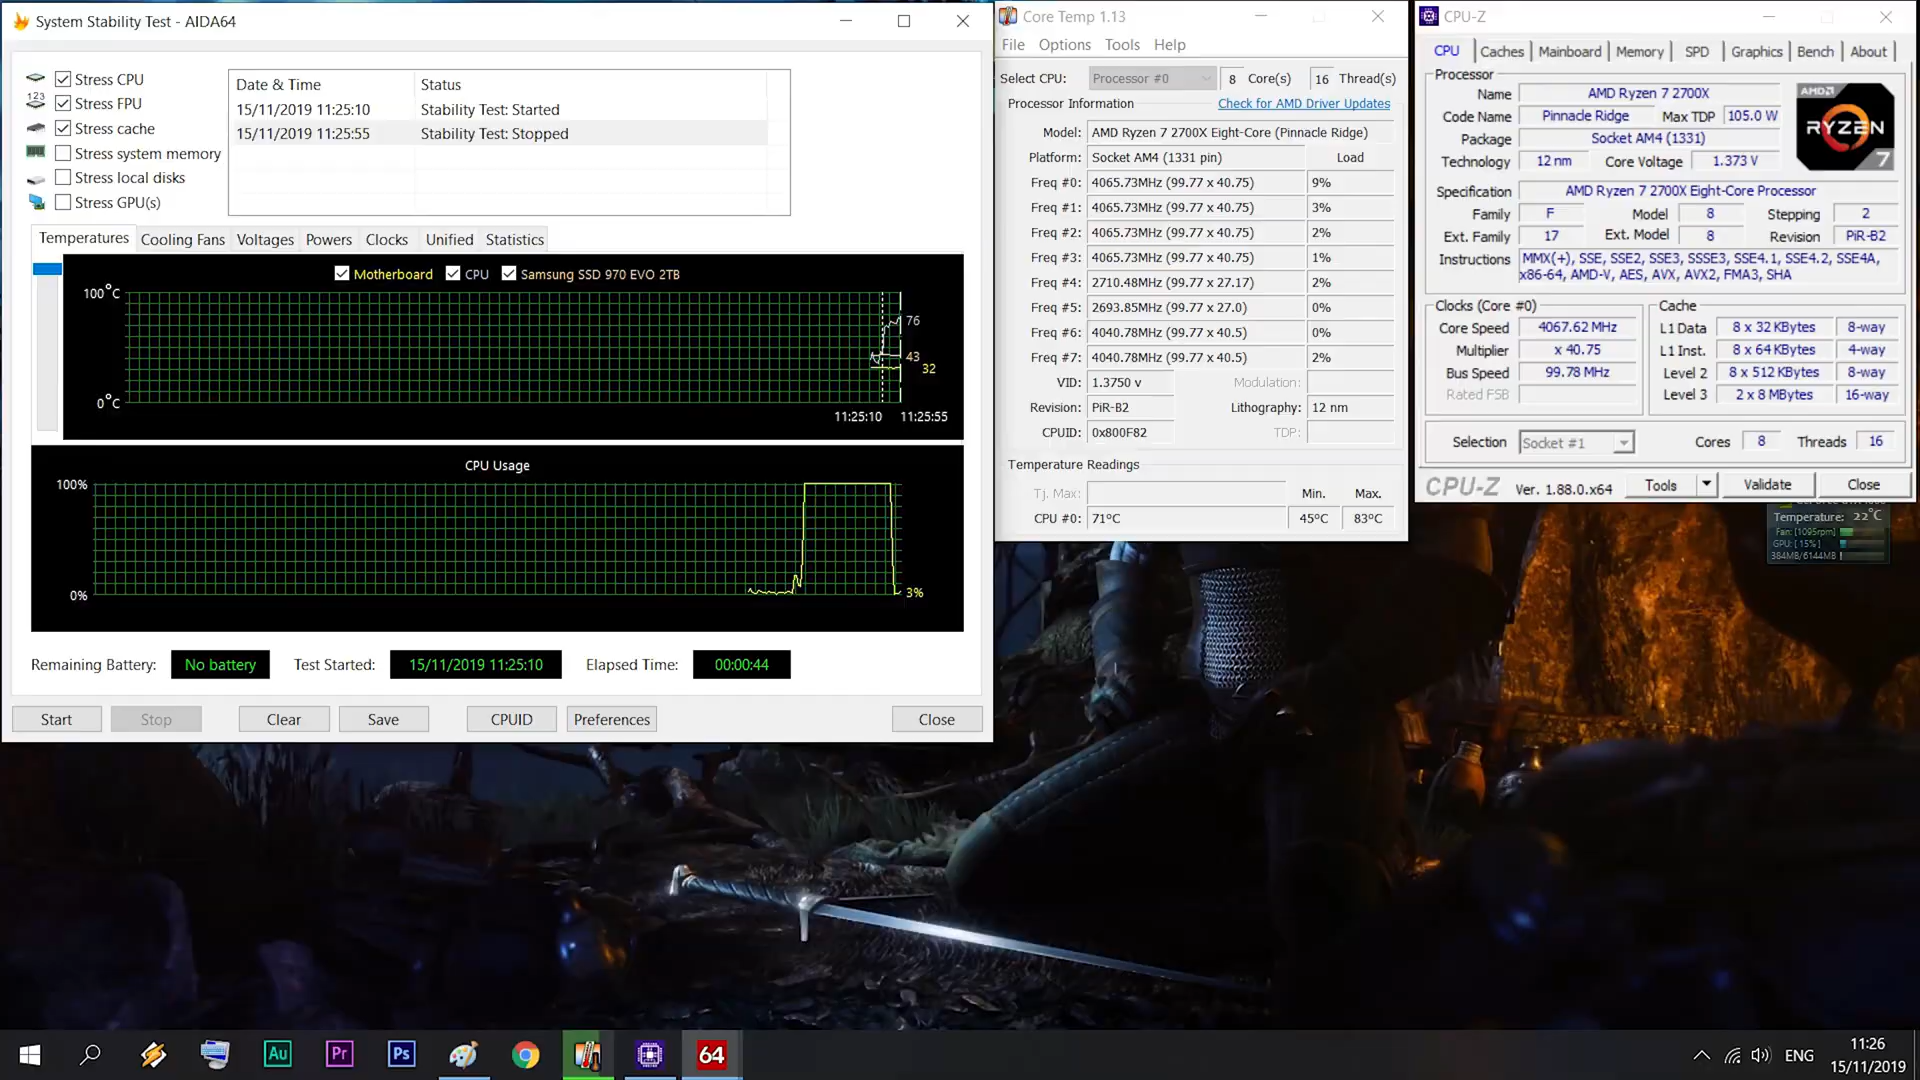 System Stability Test - AIDA64
Stress CPU
Stress FPU
Stress cache
Stress system memory
Stress local disks
Stress GPU(s)
123
Date & Time Status
15/11/2019 11:25:10 Stability Test: Started
15/11/2019 11:25:55 Stability Test: Stopped
Temperatures Cooling Fans Voltages Powers Clocks Unified Statistics
Motherboard CPU Samsung SSD 970 EVO 2TB
100°C
76
43
32
0°C
11:25:10 11:25:55
CPU Usage
100%
0% 3%
Remaining Battery: No battery Test Started: 15/11/2019 11:25:10 Elapsed Time: 00:00:44
Start Stop Clear Save CPUID Preferences Close
Core Temp 1.13
File Options Tools Help
Select CPU: Processor #0 8 Core(s) 16 Thread(s)
Processor Information Check for AMD Driver Updates
Model: AMD Ryzen 7 2700X Eight-Core (Pinnacle Ridge)
Platform: Socket AM4 (1331 pin) Load
Freq #0: 4065.73MHz (99.77 x 40.75) 9%
Freq #1: 4065.73MHz (99.77 x 40.75) 3%
Freq #2: 4065.73MHz (99.77 x 40.75) 2%
Freq #3: 4065.73MHz (99.77 x 40.75) 1%
Freq #4: 2710.48MHz (99.77 x 27.17) 2%
Freq #5: 2693.85MHz (99.77 x 27.0) 0%
Freq #6: 4040.78MHz (99.77 x 40.5) 0%
Freq #7: 4040.78MHz (99.77 x 40.5) 2%
VID: 1.3750 v Modulation:
Revision: PiR-B2 Lithography: 12 nm
CPUID: 0x800F82 TDP:
Temperature Readings
Tj. Max: Min. Max.
CPU #0: 71ºC 45ºC 83ºC
CPU-Z
CPU Caches Mainboard Memory SPD Graphics Bench About
Processor
Name AMD Ryzen 7 2700X
Code Name Pinnacle Ridge Max TDP 105.0 W
Package Socket AM4 (1331)
Technology 12 nm Core Voltage 1.373 V
AMD
RYZEN
7
Specification AMD Ryzen 7 2700X Eight-Core Processor
Family F Model 8 Stepping 2
Ext. Family 17 Ext. Model 8 Revision PiR-B2
Instructions MMX(+), SSE, SSE2, SSE3, SSSE3, SSE4.1, SSE4.2, SSE4A,
x86-64, AMD-V, AES, AVX, AVX2, FMA3, SHA
Clocks (Core #0) Cache
Core Speed 4067.62 MHz L1 Data 8 x 32 KBytes 8-way
Multiplier x 40.75 L1 Inst. 8 x 64 KBytes 4-way
Bus Speed 99.78 MHz Level 2 8 x 512 KBytes 8-way
Rated FSB Level 3 2 x 8 MBytes 16-way
Selection Socket #1 Cores 8 Threads 16
CPU-Z Ver. 1.88.0.x64 Tools Validate Close
Temperature: 22°C
Fan: [1095rpm]
GPU: [ 15% ]
384MB/6144MB
Au Pr Ps 64
ENG
11:26
15/11/2019